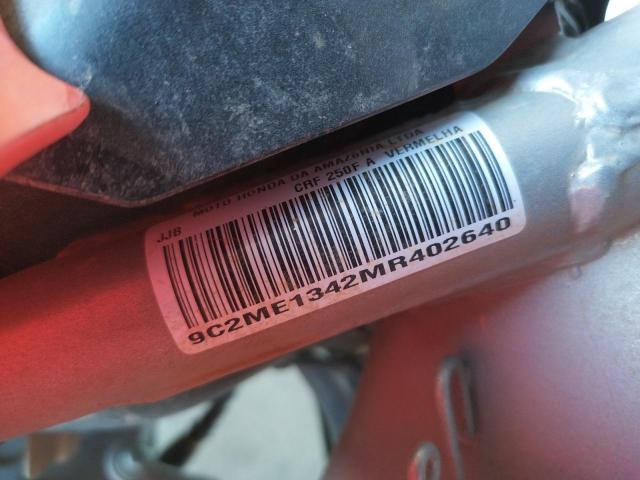 JJB MOTO HONDA DA AMAZONIA LTDA
CRF 250F A VERMELHA
9C2ME1342MR402640